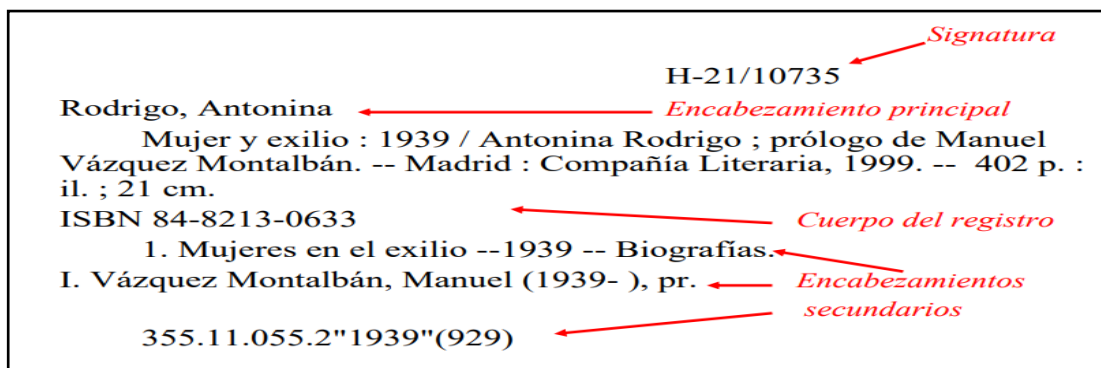 Signatura
H-21/10735
Rodrigo, Antonina
Encabezamiento principal
Mujer y exilio : 1939 / Antonina Rodrigo ; prólogo de Manuel
Vázquez Montalbán. -- Madrid : Compañía Literaria, 1999. -- 402 p. :
il. ; 21 cm.
ISBN 84-8213-0633
Cuerpo del registro
1. Mujeres en el exilio --1939 -- Biografías.
I. Vázquez Montalbán, Manuel (1939- ), pr.
Encabezamientos
secundarios
355.11.055.2"1939"(929)